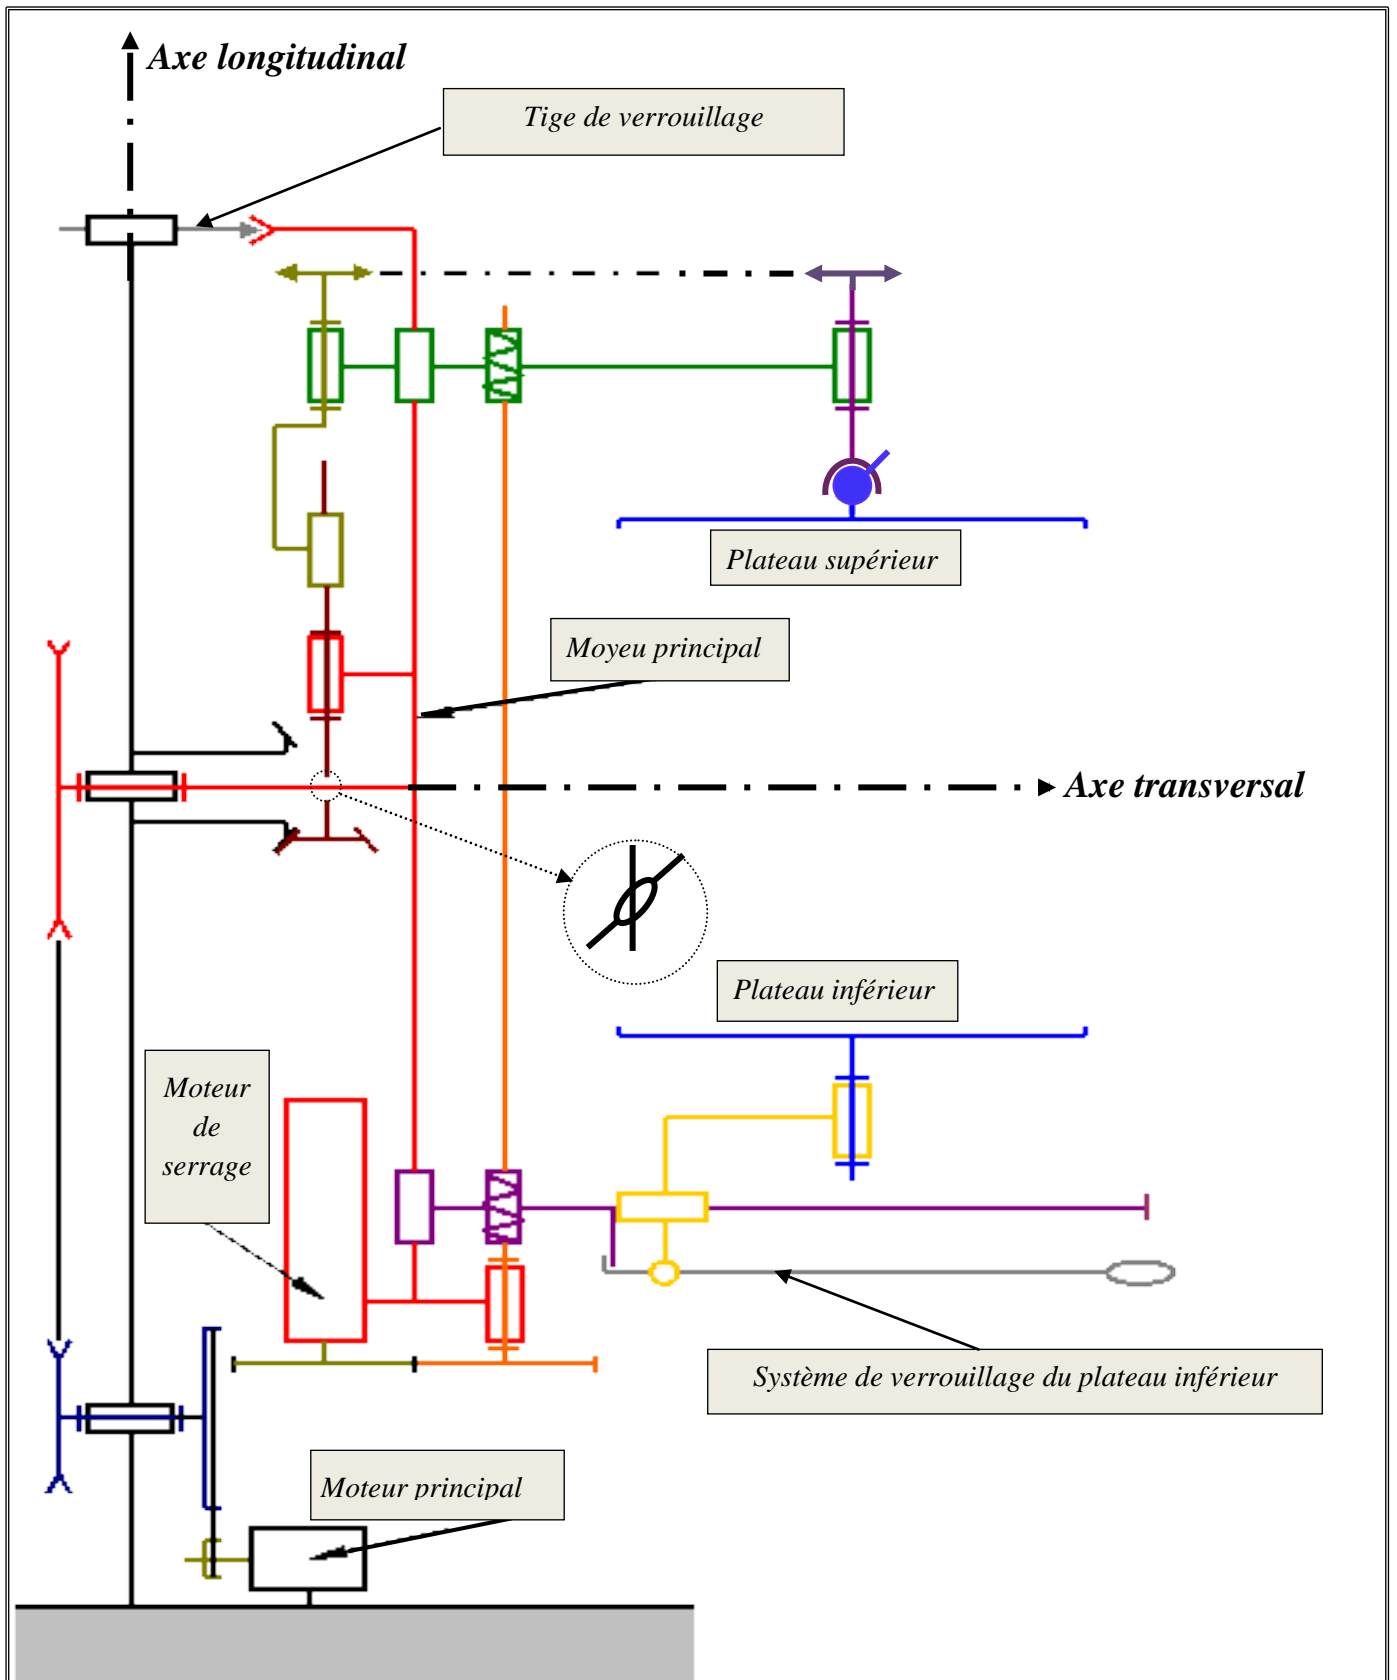 Axe longitudinal
Tige de verrouillage
Plateau supérieur
Moyeu principal
Axe transversal
Plateau inférieur
Moteur
de
serrage
Système de verrouillage du plateau inférieur
Moteur principal